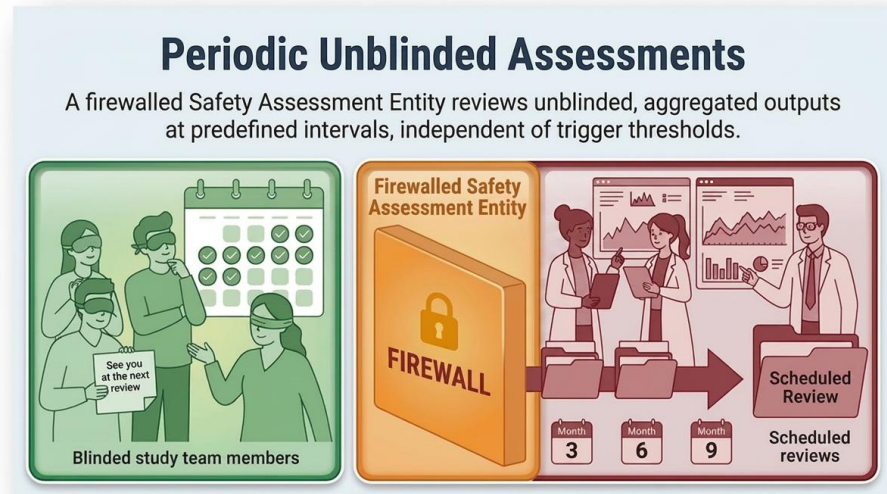 Periodic Unblinded Assessments
A firewalled Safety Assessment Entity reviews unblinded, aggregated outputs
at predefined intervals, independent of trigger thresholds.
See you
at the next
review
Blinded study team members
Firewalled Safety
Assessment Entity
FIREWALL
Month
3
Month
6
Month
9
Scheduled
Review
Scheduled
reviews